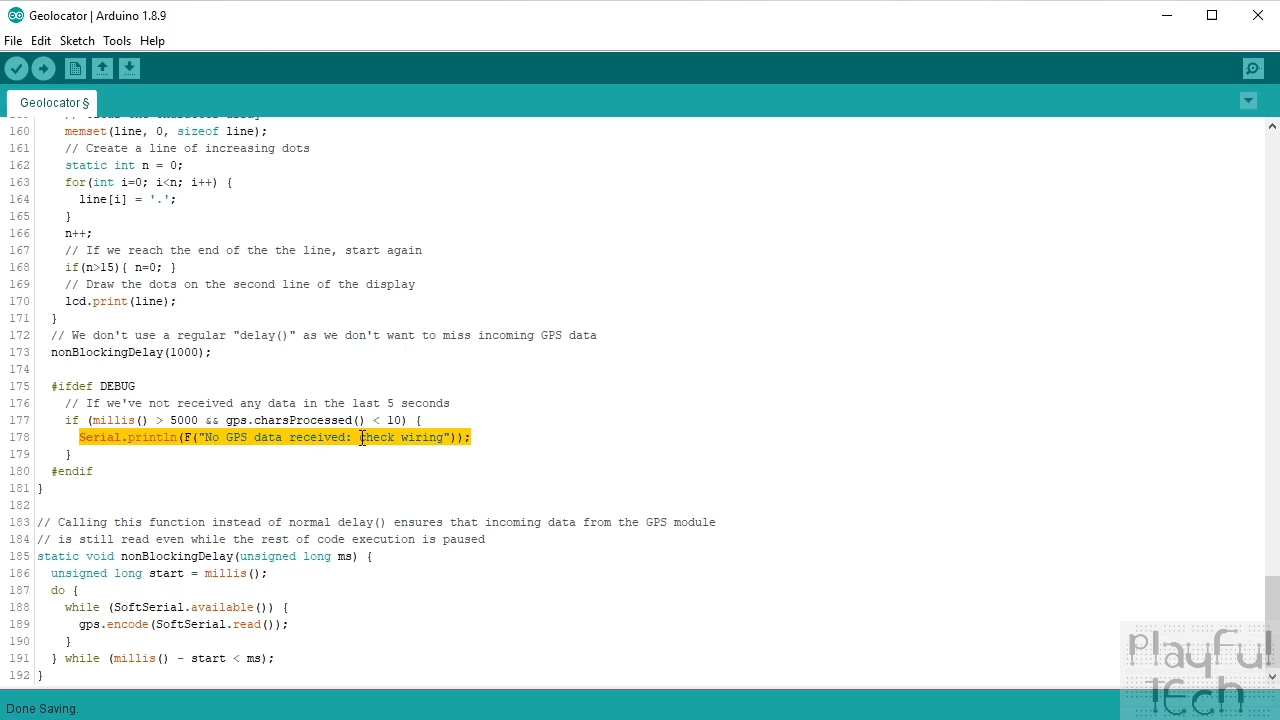 Geolocator | Arduino 1.8.9
File Edit Sketch Tools Help
Geolocator §
160 memset(line, 0, sizeof line);
161 // Create a line of increasing dots
162 static int n = 0;
163 for(int i=0; i<n; i++) {
164 line[i] = '.';
165 }
166 n++;
167 // If we reach the end of the the line, start again
168 if(n>15){ n=0; }
169 // Draw the dots on the second line of the display
170 lcd.print(line);
171 }
172 // We don't use a regular "delay()" as we don't want to miss incoming GPS data
173 nonBlockingDelay(1000);
174
175 #ifdef DEBUG
176 // If we've not received any data in the last 5 seconds
177 if (millis() > 5000 && gps.charsProcessed() < 10) {
178 Serial.println(F("No GPS data received: check wiring"));
179 }
180 #endif
181 }
182
183 // Calling this function instead of normal delay() ensures that incoming data from the GPS module
184 // is still read even while the rest of code execution is paused
185 static void nonBlockingDelay(unsigned long ms) {
186 unsigned long start = millis();
187 do {
188 while (SoftSerial.available()) {
189 gps.encode(SoftSerial.read());
190 }
191 } while (millis() - start < ms);
192 }
Playful
tech
Done Saving.